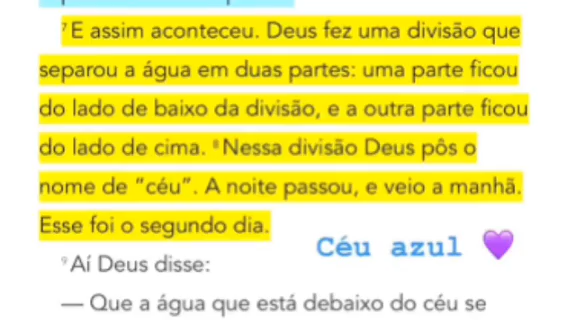 ⁷E assim aconteceu. Deus fez uma divisão que
separou a água em duas partes: uma parte ficou
do lado de baixo da divisão, e a outra parte ficou
do lado de cima. ⁸Nessa divisão Deus pôs o
nome de “céu”. A noite passou, e veio a manhã.
Esse foi o segundo dia.
Céu azul 💜
⁹Aí Deus disse:
— Que a água que está debaixo do céu se